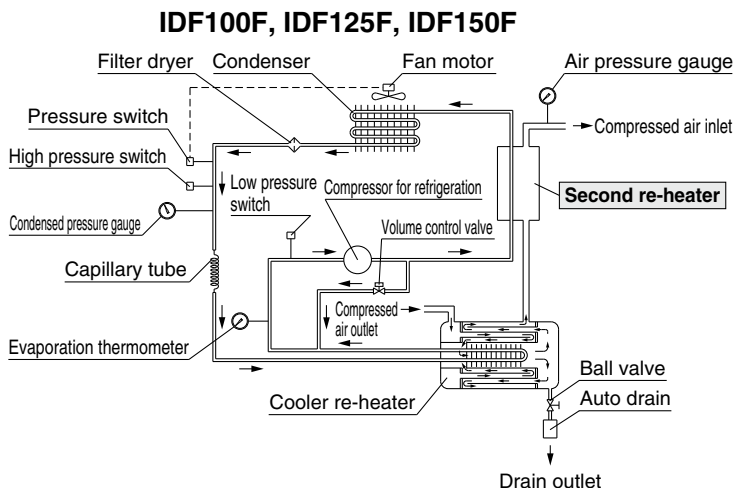 IDF100F, IDF125F, IDF150F
Filter dryer
Condenser
Fan motor
Air pressure gauge
Pressure switch
Compressed air inlet
High pressure switch
Low pressure
switch
Compressor for refrigeration
Second re-heater
Condensed pressure gauge
Volume control valve
Capillary tube
Compressed
air outlet
Evaporation thermometer
Ball valve
Cooler re-heater
Auto drain
Drain outlet